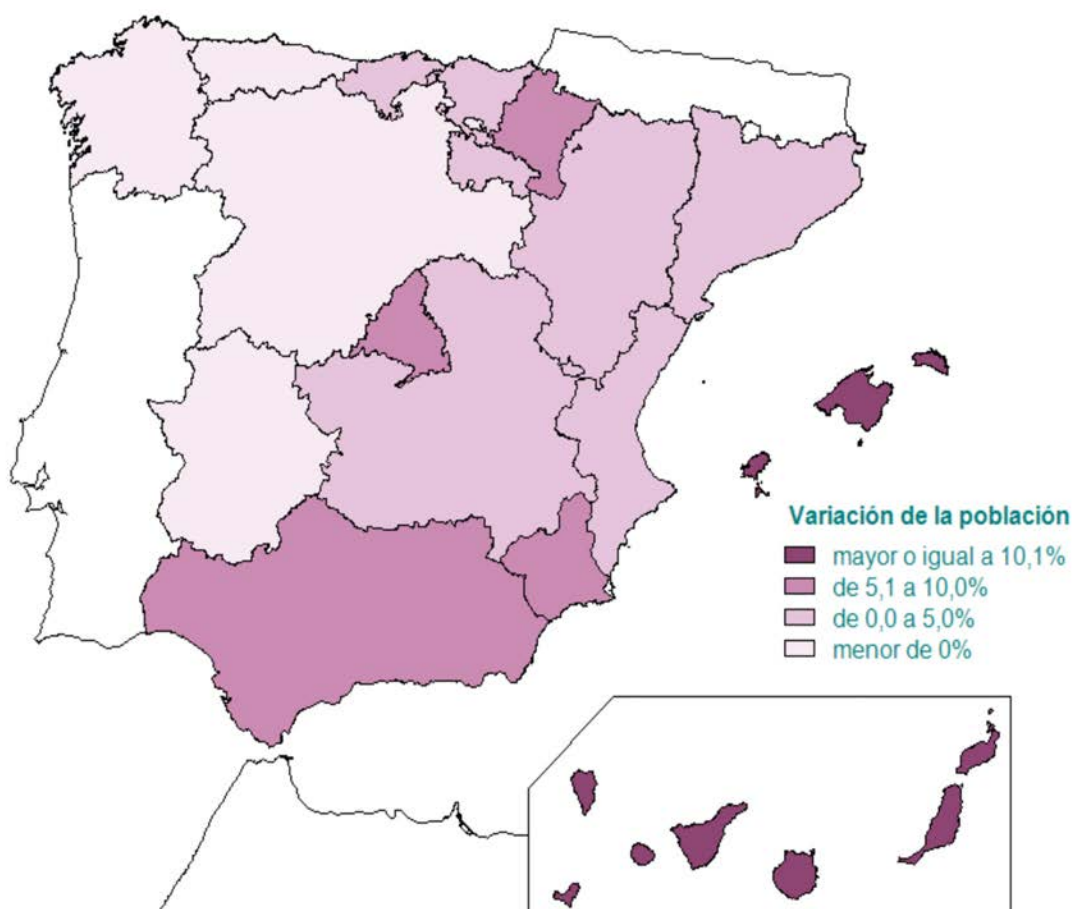 Variación de la población
mayor o igual a 10,1%
de 5,1 a 10,0%
de 0,0 a 5,0%
menor de 0%